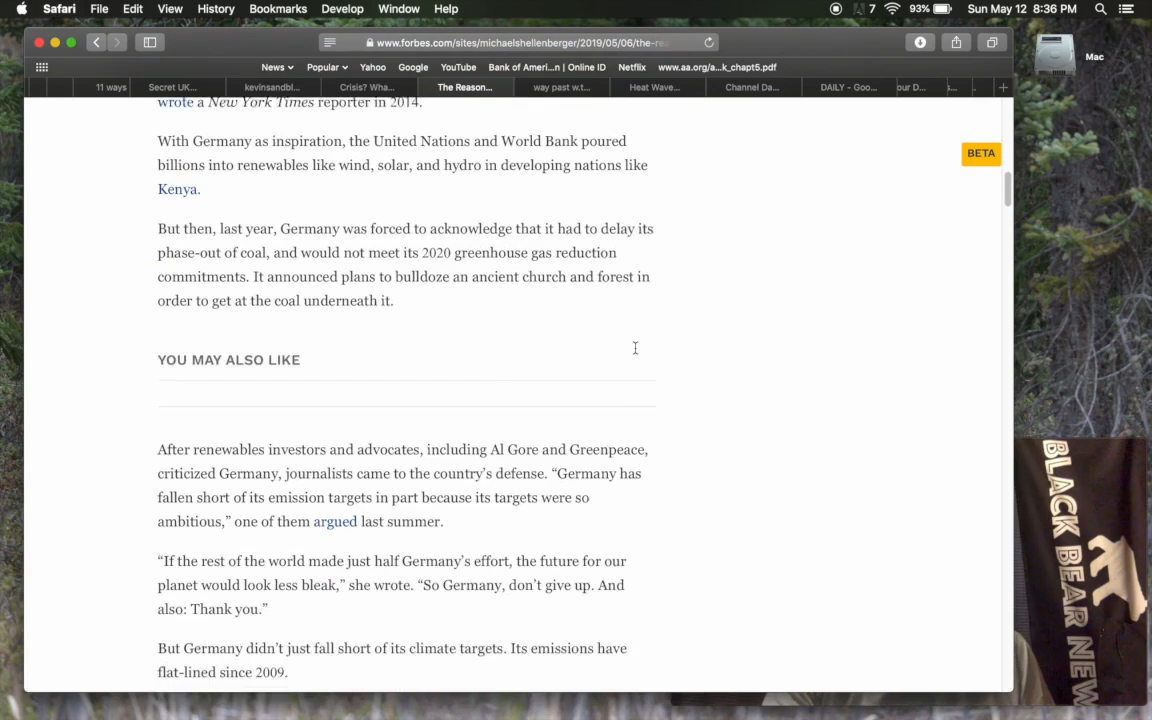 Safari File Edit View History Bookmarks Develop Window Help
7 93% Sun May 12 8:36 PM
www.forbes.com/sites/michaelshellenberger/2019/05/06/the-rea
Mac
News Popular Yahoo Google YouTube Bank of Ameri...n | Online ID Netflix www.aa.org/a...k_chapt5.pdf
11 ways Secret UK... kevinsandbl... Crisis? Wha... The Reason... way past w.t... Heat Wave... Channel Da... DAILY - Goo... our D... s...
wrote a New York Times reporter in 2014.
With Germany as inspiration, the United Nations and World Bank poured
billions into renewables like wind, solar, and hydro in developing nations like
Kenya.
BETA
But then, last year, Germany was forced to acknowledge that it had to delay its
phase-out of coal, and would not meet its 2020 greenhouse gas reduction
commitments. It announced plans to bulldoze an ancient church and forest in
order to get at the coal underneath it.
YOU MAY ALSO LIKE
After renewables investors and advocates, including Al Gore and Greenpeace,
criticized Germany, journalists came to the country's defense. “Germany has
fallen short of its emission targets in part because its targets were so
ambitious,” one of them argued last summer.
“If the rest of the world made just half Germany’s effort, the future for our
planet would look less bleak,” she wrote. “So Germany, don’t give up. And
also: Thank you.”
But Germany didn’t just fall short of its climate targets. Its emissions have
flat-lined since 2009.
BLACK BEAR NEW